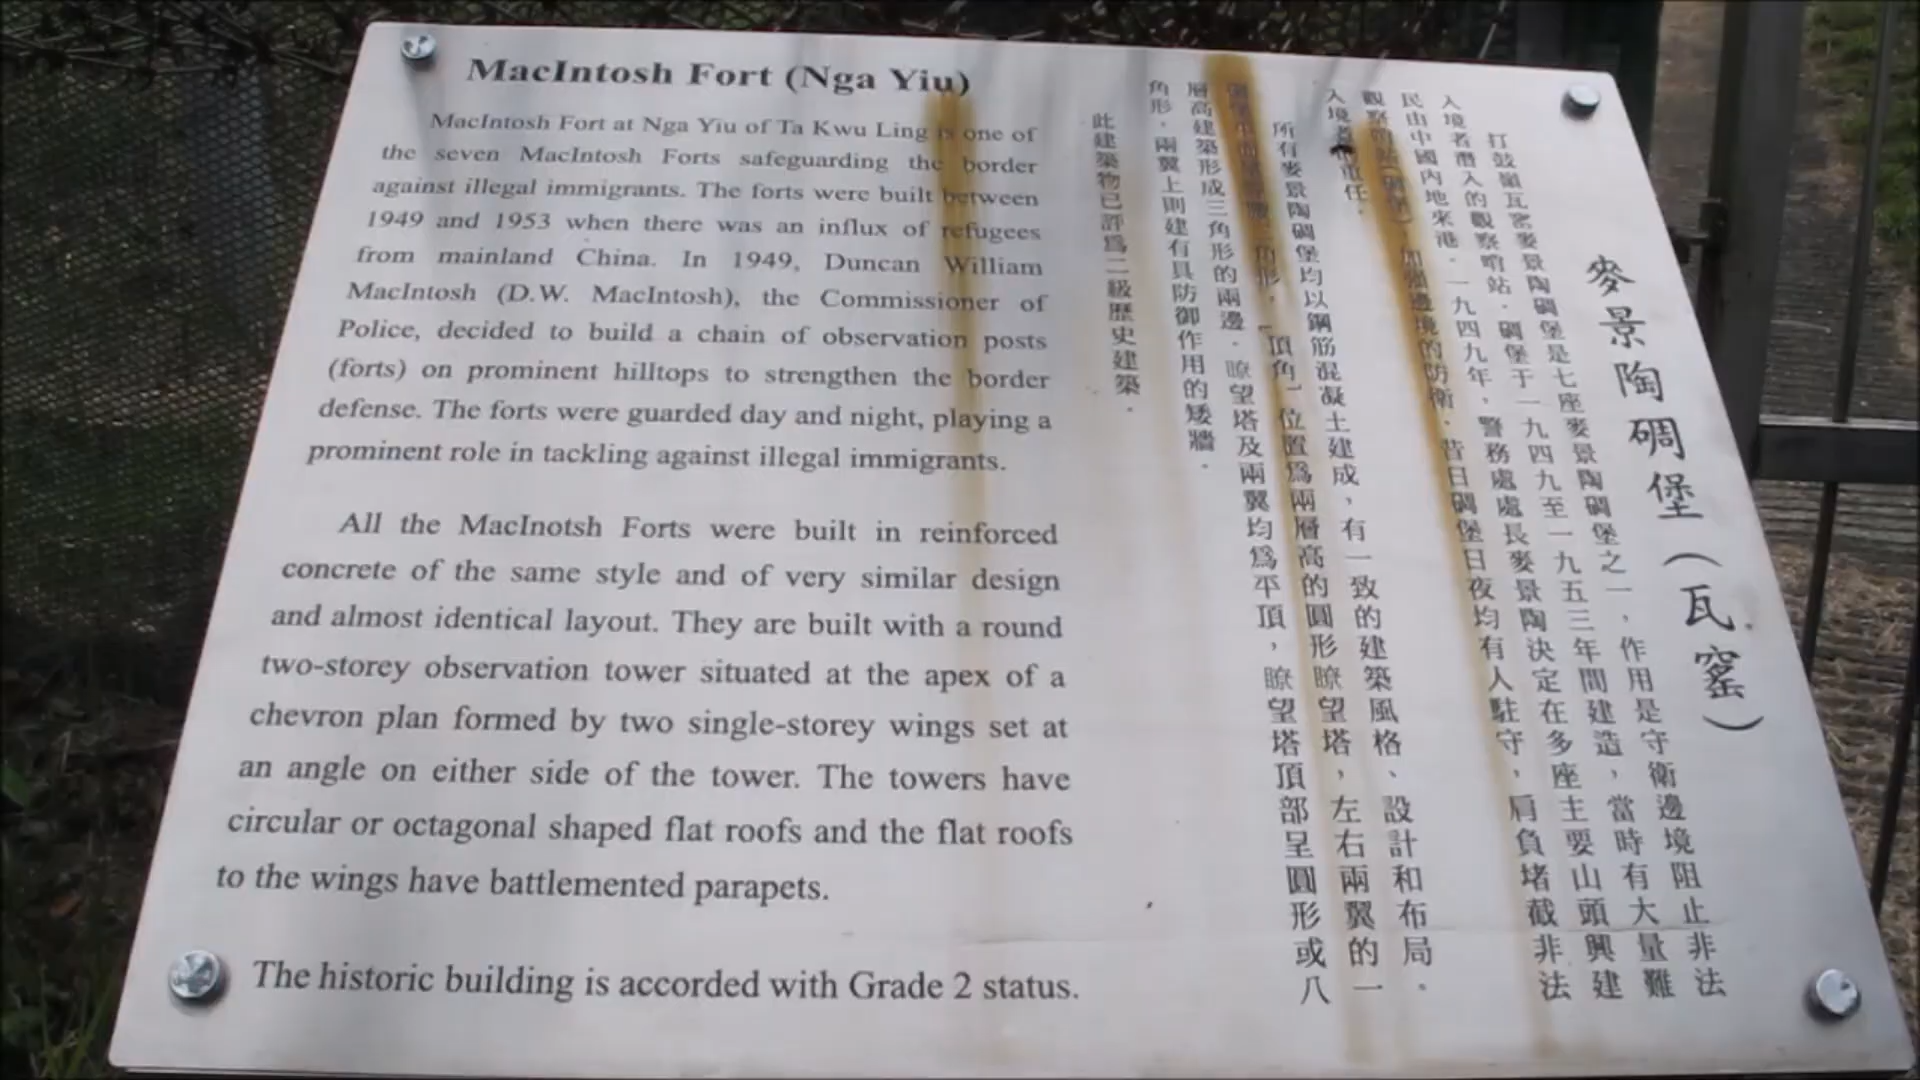 MacIntosh Fort (Nga Yiu)
MacIntosh Fort at Nga Yiu of Ta Kwu Ling is one of
the seven MacIntosh Forts safeguarding the border
against illegal immigrants. The forts were built between
1949 and 1953 when there was an influx of refugees
from mainland China. In 1949, Duncan William
MacIntosh (D.W. MacIntosh), the Commissioner of
Police, decided to build a chain of observation posts
(forts) on prominent hilltops to strengthen the border
defense. The forts were guarded day and night, playing a
prominent role in tackling against illegal immigrants.
All the MacInotsh Forts were built in reinforced
concrete of the same style and of very similar design
and almost identical layout. They are built with a round
two-storey observation tower situated at the apex of a
chevron plan formed by two single-storey wings set at
an angle on either side of the tower. The towers have
circular or octagonal shaped flat roofs and the flat roofs
to the wings have battlemented parapets.
The historic building is accorded with Grade 2 status.
麥景陶碉堡（瓦窰）
打鼓嶺瓦窰麥景陶碉堡是七座麥景陶碉堡之一，作用是守衛邊境阻止非法
入境者潛入的觀察哨站．碉堡于一九四九至一九五三年間建造，當時有大量難
民由中國內地來港．一九四九年，警務處處長麥景陶決定在多座主要山頭興建
觀察哨站（碉堡），加強邊境的防衛．昔日碉堡日夜均有人駐守，肩負堵截非法
入境者的重任．
所有麥景陶碉堡均以鋼筋混凝土建成，有一致的建築風格、設計和布局．
角形，「頂角」位置爲兩層高的圓形瞭望塔，左右兩翼的一
層高建築形成三角形的兩邊．瞭望塔及兩翼均爲平頂，瞭望塔頂部呈圓形或八
角形，兩翼上則建有具防御作用的矮牆．
此建築物已評爲二級歷史建築．